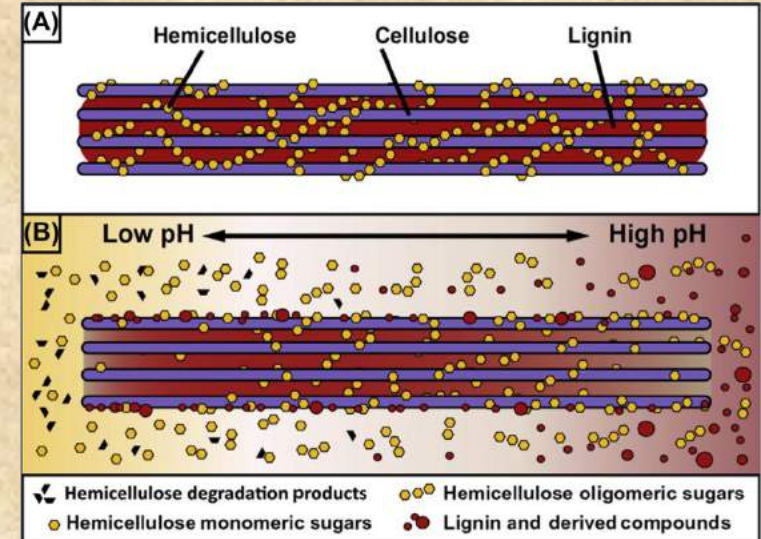 (A)
Hemicellulose Cellulose Lignin
(B) Low pH High pH
Hemicellulose degradation products Hemicellulose oligomeric sugars
Hemicellulose monomeric sugars Lignin and derived compounds